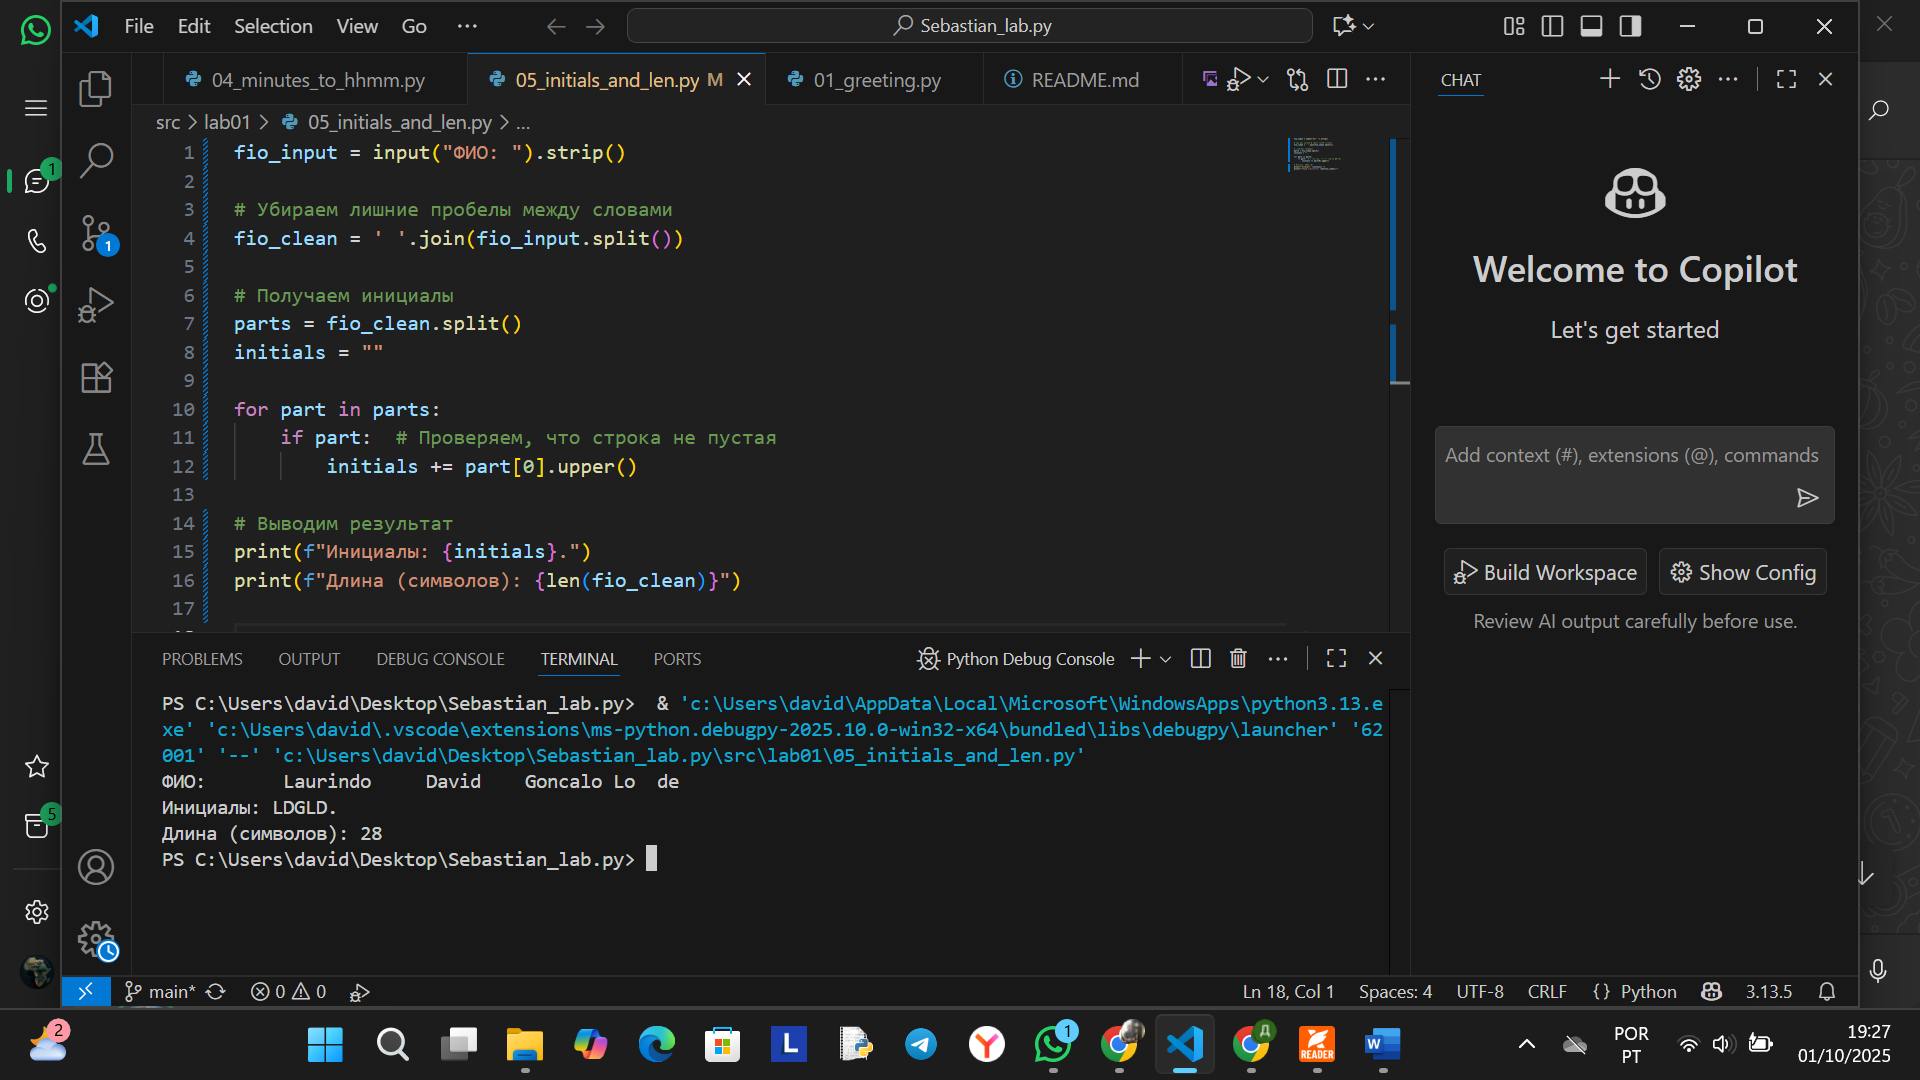 File Edit Selection View Go ··· Sebastian_lab.py
04_minutes_to_hhmm.py 05_initials_and_len.py M 01_greeting.py README.md
src > lab01 > 05_initials_and_len.py > ...
1 fio_input = input("ФИО: ").strip()
2
3 # Убираем лишние пробелы между словами
4 fio_clean = ' '.join(fio_input.split())
5
6 # Получаем инициалы
7 parts = fio_clean.split()
8 initials = ""
9
10 for part in parts:
11 if part:  # Проверяем, что строка не пустая
12 initials += part[0].upper()
13
14 # Выводим результат
15 print(f"Инициалы: {initials}.")
16 print(f"Длина (символов): {len(fio_clean)}")
17
PROBLEMS OUTPUT DEBUG CONSOLE TERMINAL PORTS Python Debug Console
PS C:\Users\david\Desktop\Sebastian_lab.py>  & 'c:\Users\david\AppData\Local\Microsoft\WindowsApps\python3.13.e
xe' 'c:\Users\david\.vscode\extensions\ms-python.debugpy-2025.10.0-win32-x64\bundled\libs\debugpy\launcher' '62
001' '--' 'c:\Users\david\Desktop\Sebastian_lab.py\src\lab01\05_initials_and_len.py'
ФИО:       Laurindo     David    Goncalo Lo  de
Инициалы: LDGLD.
Длина (символов): 28
PS C:\Users\david\Desktop\Sebastian_lab.py>
CHAT
Welcome to Copilot
Let's get started
Add context (#), extensions (@), commands
Build Workspace Show Config
Review AI output carefully before use.
1
1
5
main* 0 0 Ln 18, Col 1 Spaces: 4 UTF-8 CRLF {} Python 3.13.5
2 L Y 1 Д READER W POR 19:27
PT 01/10/2025